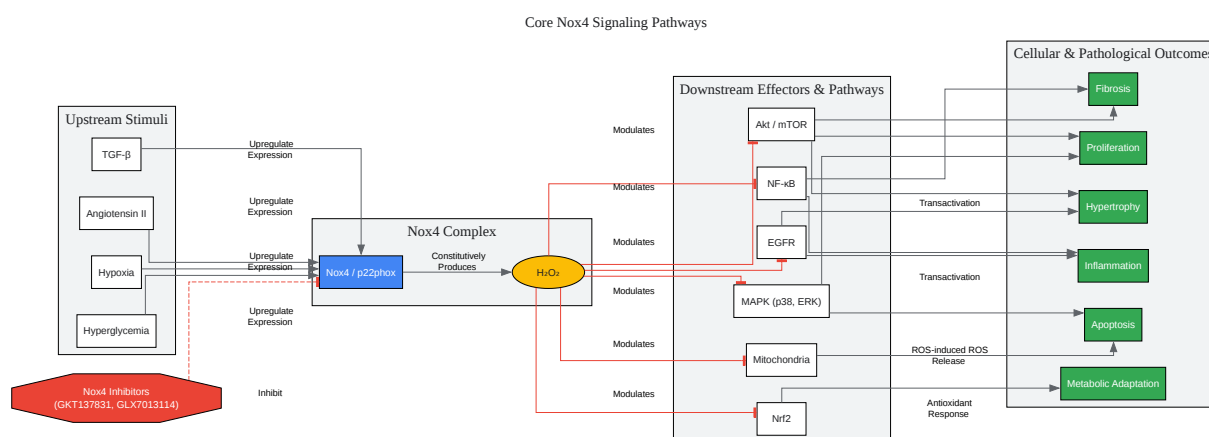 Core Nox4 Signaling Pathways
Upstream Stimuli
TGF-β
Angiotensin II
Hypoxia
Hyperglycemia
Nox4 Inhibitors
(GKT137831, GLX7013114)
Upregulate
Expression
Upregulate
Expression
Upregulate
Expression
Upregulate
Expression
Inhibit
Nox4 Complex
Nox4 / p22phox
Constitutively
Produces
H₂O₂
Modulates
Modulates
Modulates
Modulates
Modulates
Modulates
Downstream Effectors & Pathways
Akt / mTOR
NF-κB
EGFR
MAPK (p38, ERK)
Mitochondria
Nrf2
Transactivation
Transactivation
ROS-induced ROS
Release
Antioxidant
Response
Cellular & Pathological Outcomes
Fibrosis
Proliferation
Hypertrophy
Inflammation
Apoptosis
Metabolic Adaptation